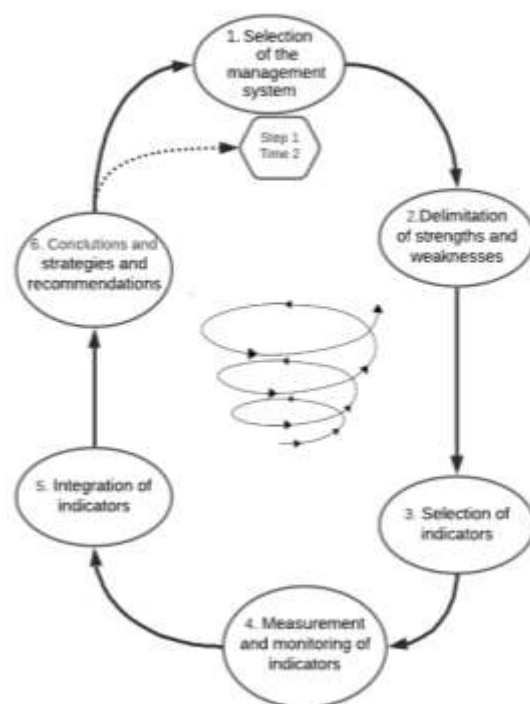 1. Selection
of the
management
system
Step 1
Time 2
2.Delimitation
of strengths and
weaknesses
3. Selection of
indicators
4. Measurement
and monitoring of
indicators
5. Integration of
indicators
6. Conclutions and
strategies and
recommendations